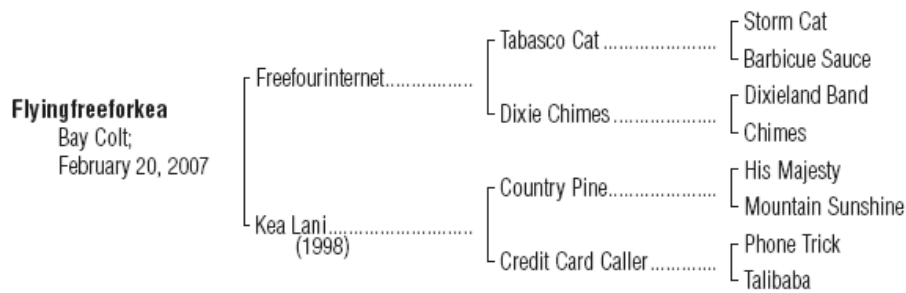 Storm Cat
Tabasco Cat
Barbicue Sauce
Freefourinternet
Dixieland Band
Dixie Chimes
Chimes
Flyingfreeforkea
Bay Colt;
February 20, 2007
His Majesty
Country Pine
Mountain Sunshine
Kea Lani
(1998)
Phone Trick
Credit Card Caller
Talibaba